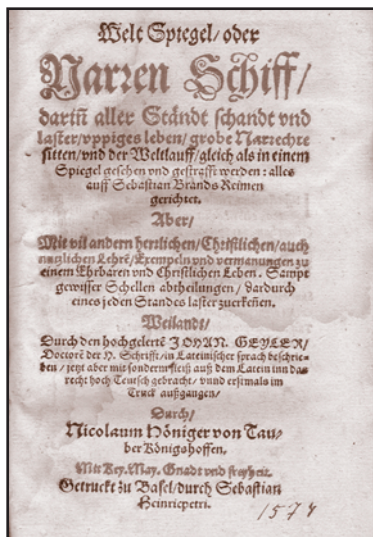 Welt Spiegel/ oder
Narren Schiff/
darinn aller Ständt schandt vnd
laster/ vppiges leben/ grobe Narrechte
sitten/ vnd der Weltlauff/ gleich als in einem
Spiegel gesehen vnd gestrafft werden: alles
auff Sebastian Brands Reimen
gerichtet.
Aber/
Mit vil andern herrlichen/ Christlichen/ auch
nutzlichen Lehrē/ Exempeln vnd vermanungen zu
einem Ehrbaren vnd Christlichen Leben. Sampt
gewisser Schellen abtheilungen/ dardurch
eines jeden Standes laster zuerkeñen.
Weilandt/
Durch den hochgelertē JOHAN. GEYLER/
Doctorē der H. Schrifft/ in Lateinischer sprach beschrie-
ben/ jetzt aber mit sonderm fleiß auß dem Latein inn das
recht hoch Teutsch gebracht/ vnnd erstmals im
Truck außgangen/
Durch/
Nicolaum Höniger von Tau-
ber Königshoffen.
Mit Key. May. Gnadt vnd freyheit.
Getruckt zu Basel/ durch Sebastian
Henricpetri.
1574